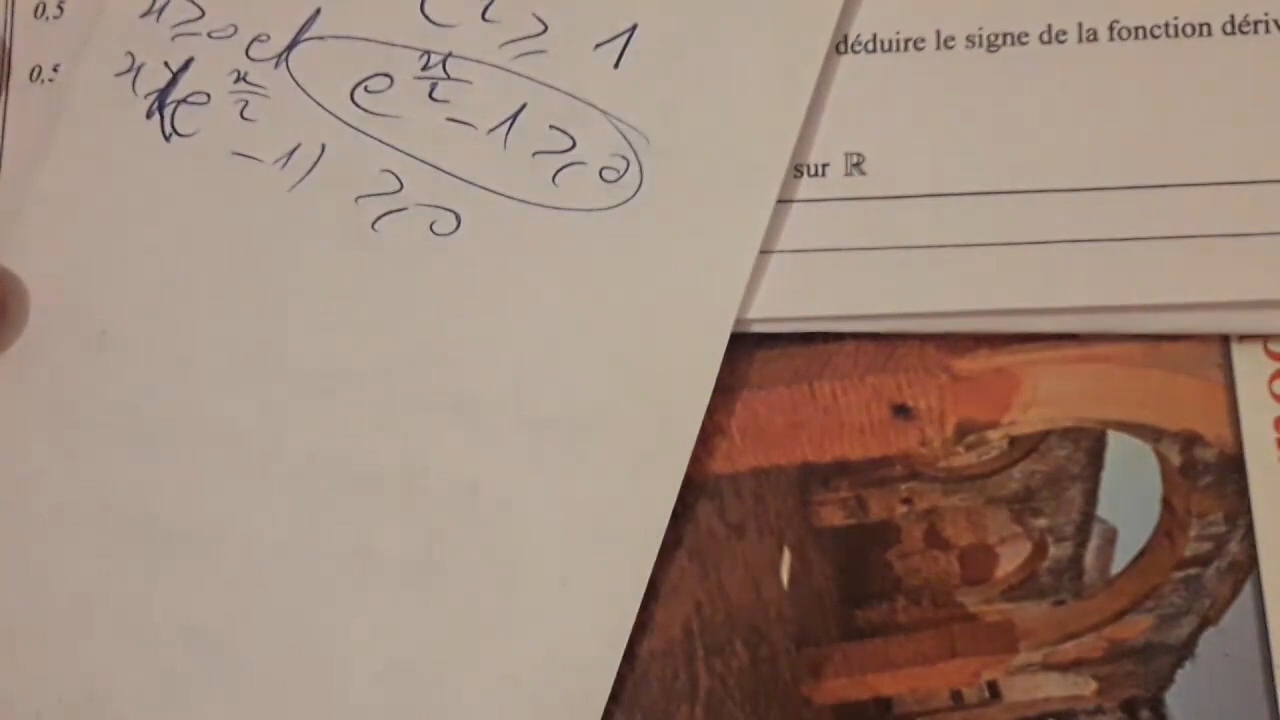 0,5
x ≥ 0 et
≥ 1
0,5
x(e^{x/2} - 1) ≥ 0
e^{x/2} - 1 ≥ 0
déduire le signe de la fonction
sur ℝ